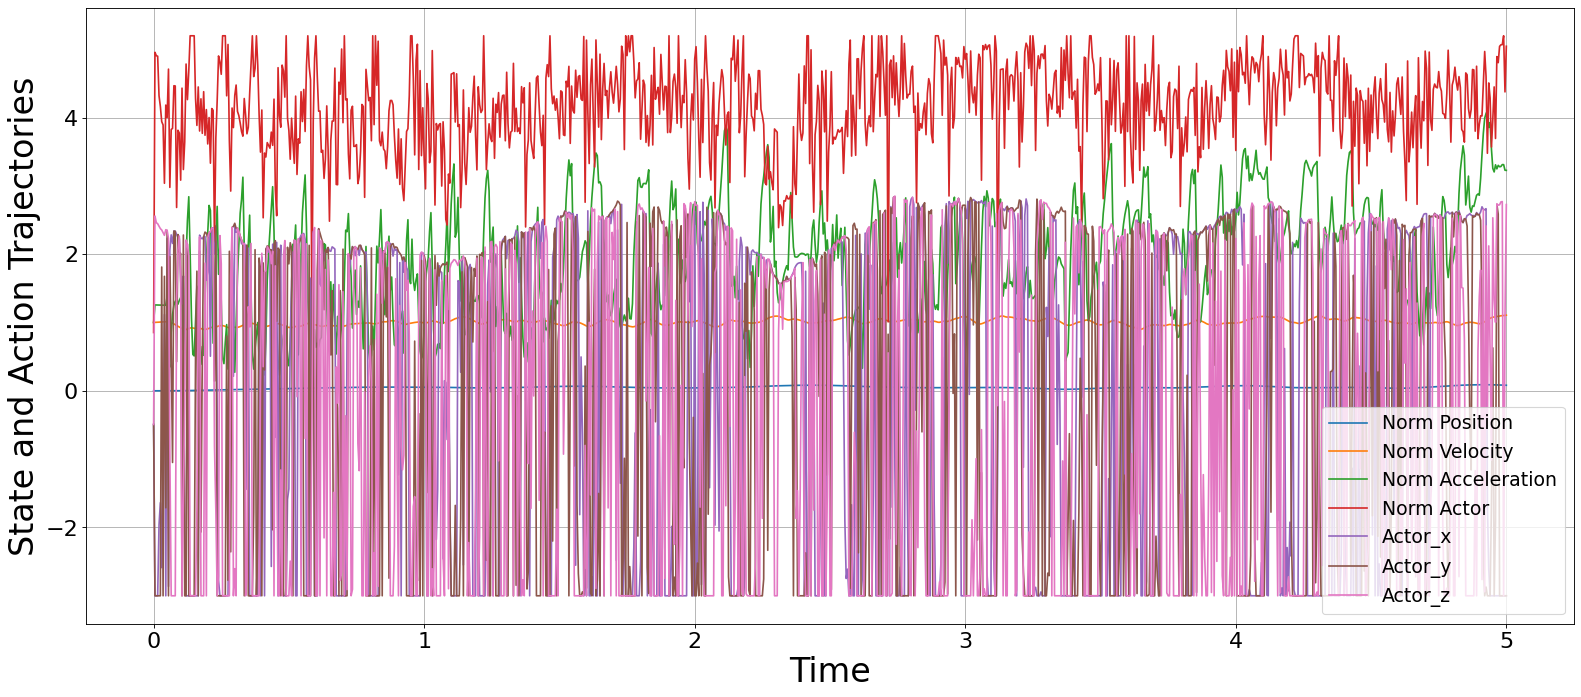 State and Action Trajectories
4
2
0
−2
0 1 2 3 4 5
Time
Norm Position
Norm Velocity
Norm Acceleration
Norm Actor
Actor_x
Actor_y
Actor_z